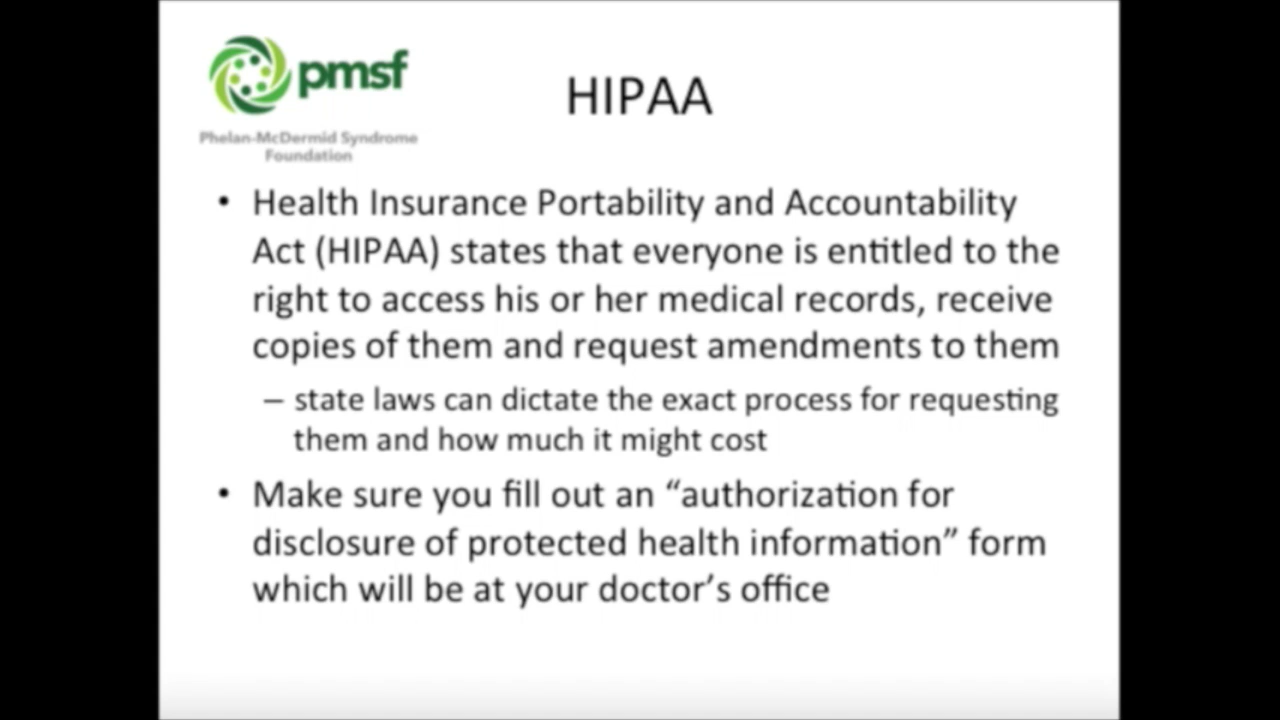 pmsf
Phelan-McDermid Syndrome
Foundation
HIPAA
• Health Insurance Portability and Accountability
Act (HIPAA) states that everyone is entitled to the
right to access his or her medical records, receive
copies of them and request amendments to them
– state laws can dictate the exact process for requesting
them and how much it might cost
• Make sure you fill out an “authorization for
disclosure of protected health information” form
which will be at your doctor’s office